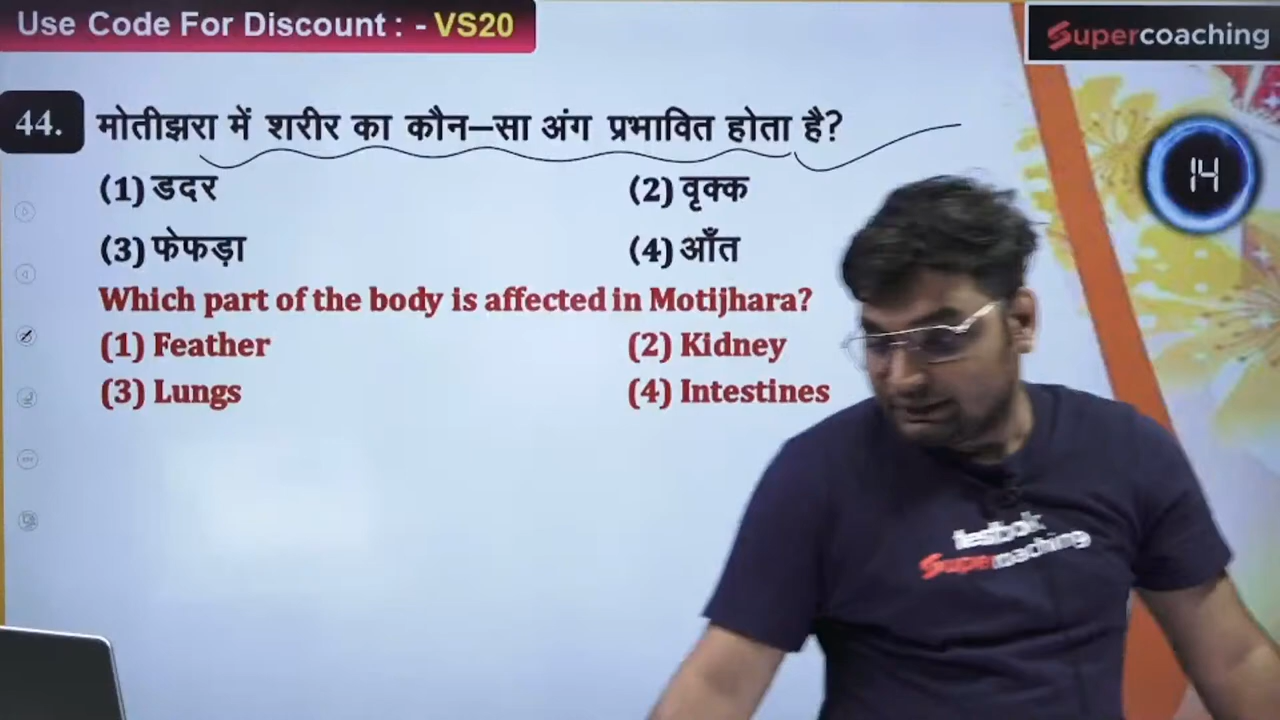 Use Code For Discount : - VS20
Supercoaching
44. मोतीझरा में शरीर का कौन–सा अंग प्रभावित होता है?
14
(1) डदर (2) वृक्क
(3) फेफड़ा (4) आँत
Which part of the body is affected in Motijhara?
(1) Feather (2) Kidney
(3) Lungs (4) Intestines
testbook
Supercoaching